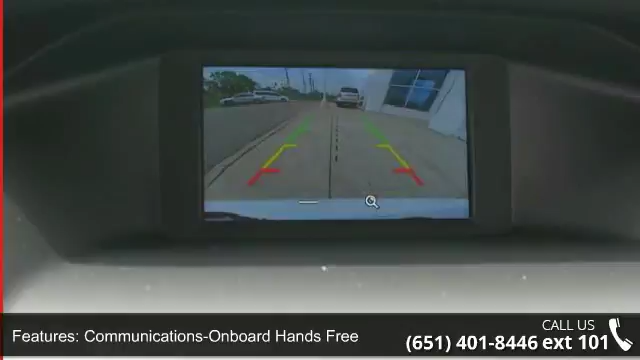 Features: Communications-Onboard Hands Free
CALL US
(651) 401-8446 ext 101